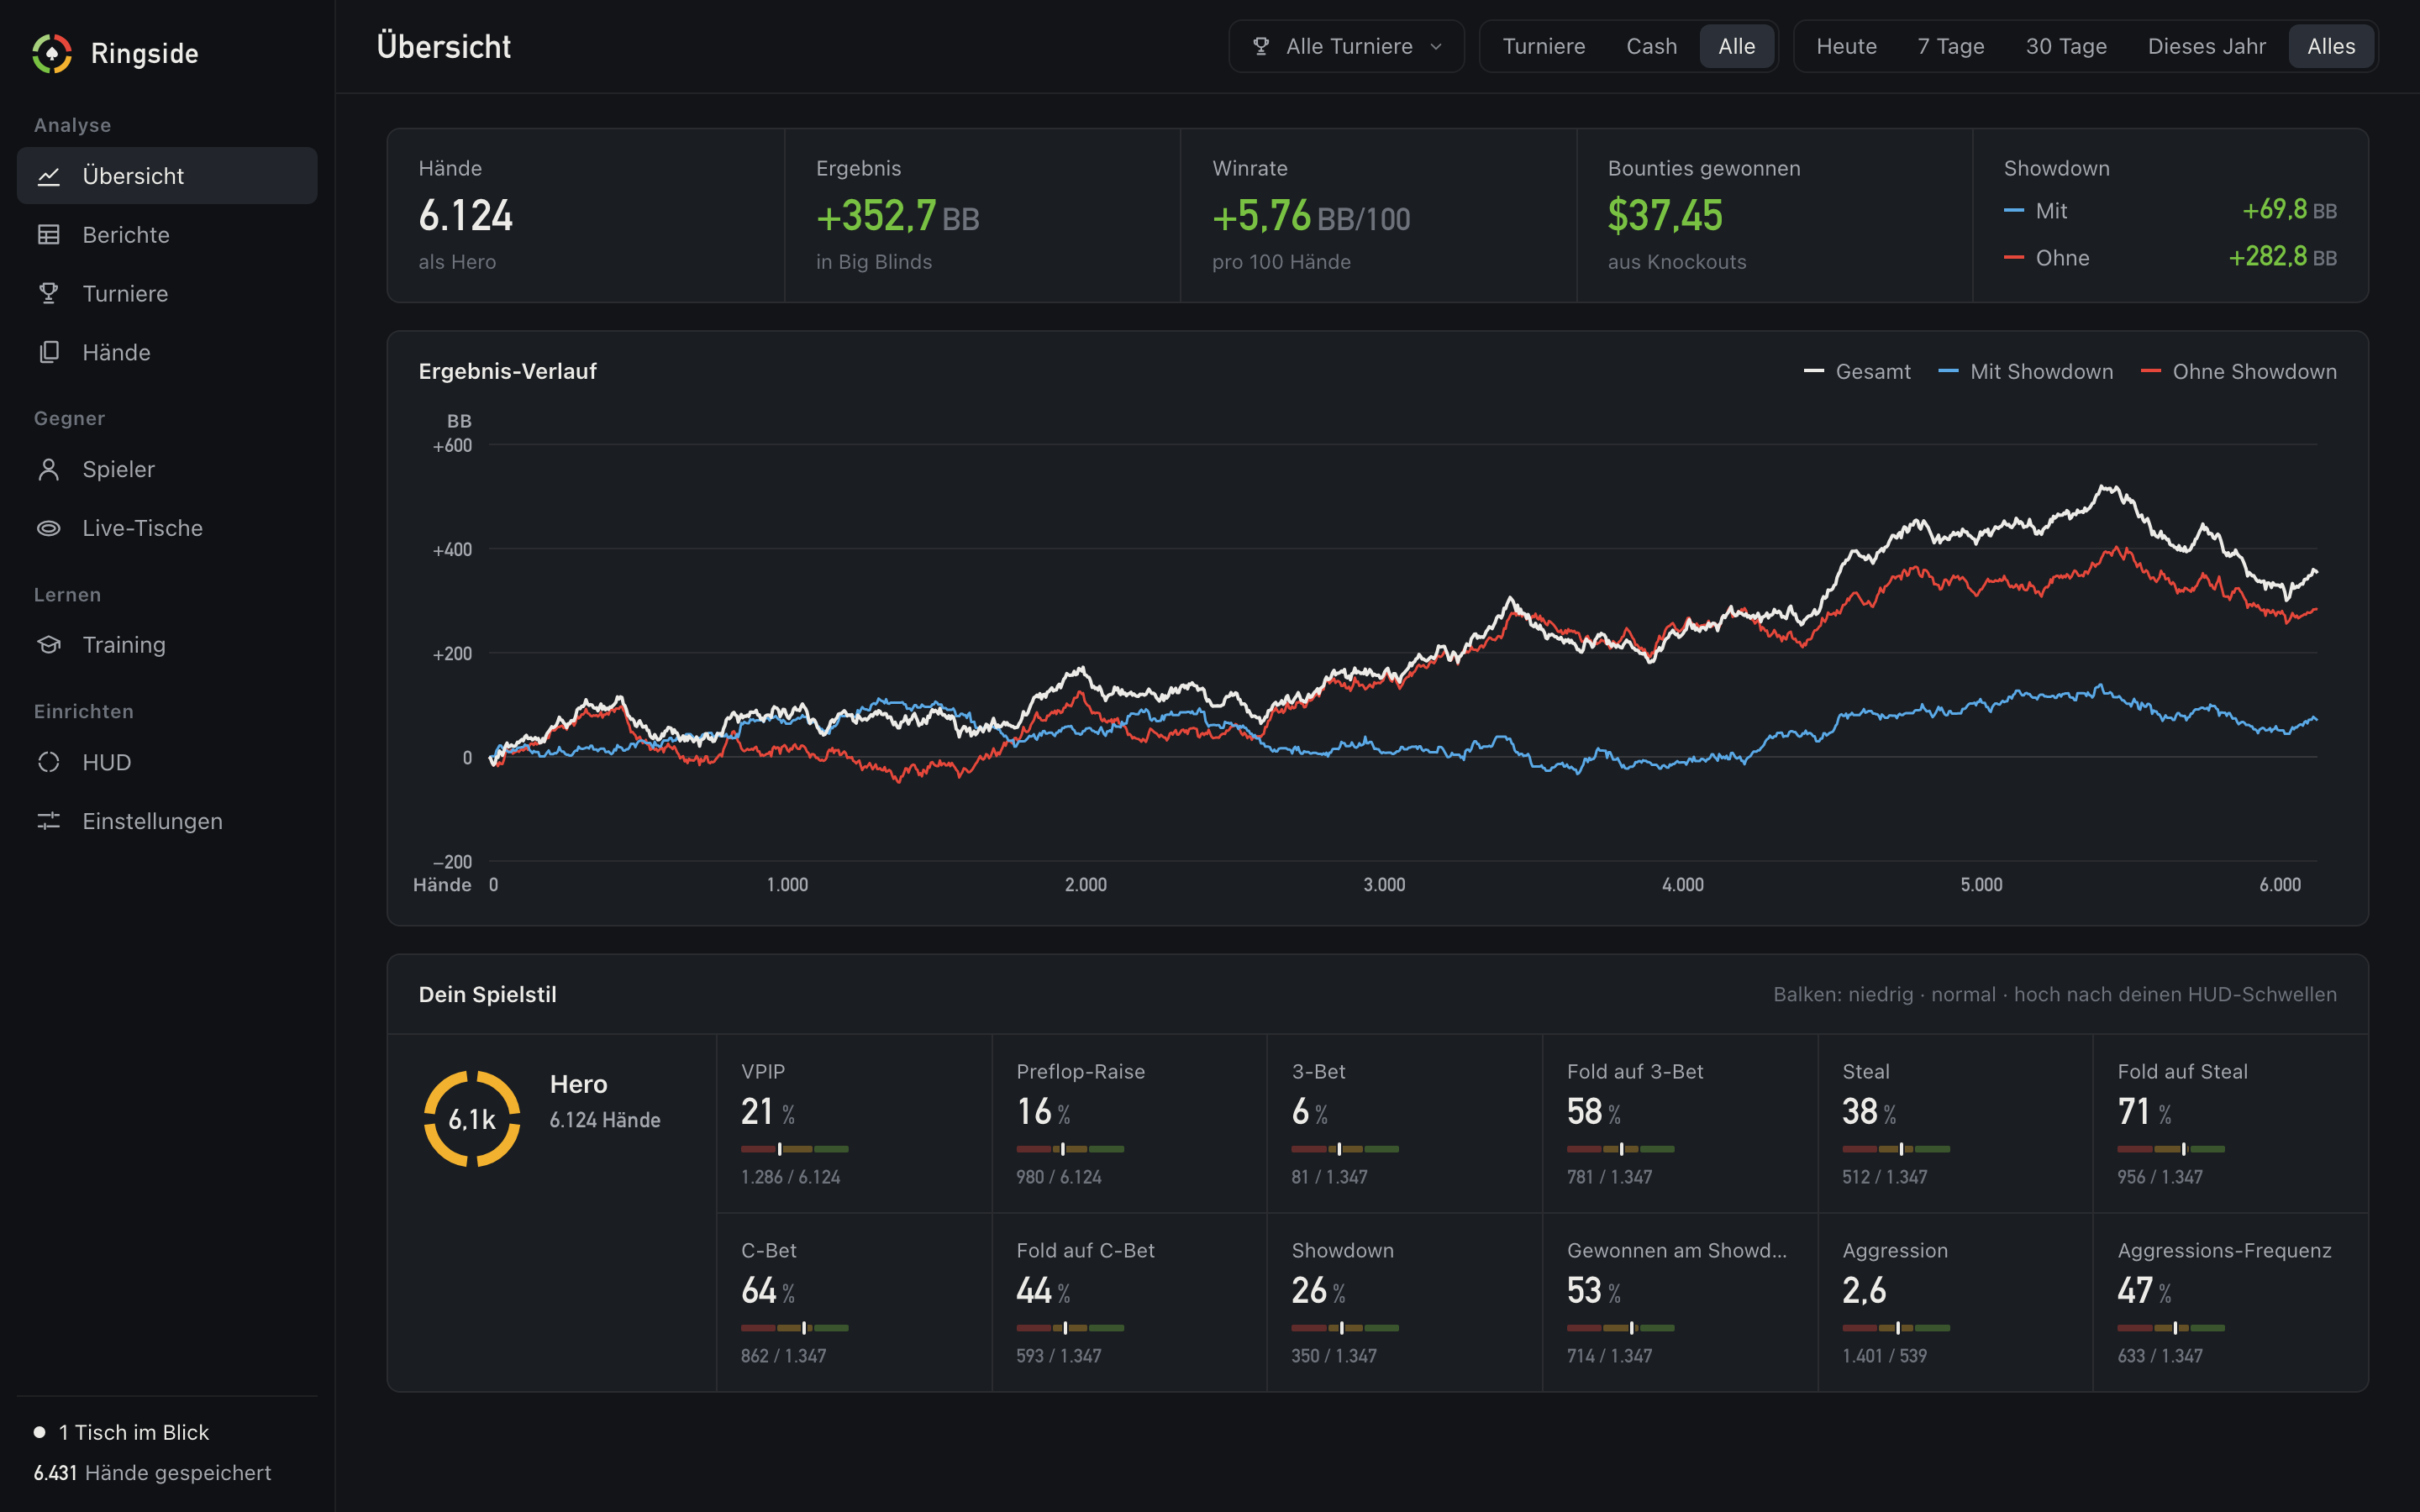 Ringside
Analyse
Übersicht
Berichte
Turniere
Hände
Gegner
Spieler
Live-Tische
Lernen
Training
Einrichten
HUD
Einstellungen
1 Tisch im Blick
6.431 Hände gespeichert
Übersicht
Alle Turniere
Turniere Cash Alle
Heute 7 Tage 30 Tage Dieses Jahr Alles
Hände
6.124
als Hero
Ergebnis
+352,7 BB
in Big Blinds
Winrate
+5,76 BB/100
pro 100 Hände
Bounties gewonnen
$37,45
aus Knockouts
Showdown
Mit +69,8 BB
Ohne +282,8 BB
Ergebnis-Verlauf
Gesamt Mit Showdown Ohne Showdown
BB
+600
+400
+200
0
−200
Hände 0 1.000 2.000 3.000 4.000 5.000 6.000
Dein Spielstil
Balken: niedrig · normal · hoch nach deinen HUD-Schwellen
6,1k
Hero
6.124 Hände
VPIP
21 %
1.286 / 6.124
Preflop-Raise
16 %
980 / 6.124
3-Bet
6 %
81 / 1.347
Fold auf 3-Bet
58 %
781 / 1.347
Steal
38 %
512 / 1.347
Fold auf Steal
71 %
956 / 1.347
C-Bet
64 %
862 / 1.347
Fold auf C-Bet
44 %
593 / 1.347
Showdown
26 %
350 / 1.347
Gewonnen am Showd...
53 %
714 / 1.347
Aggression
2,6
1.401 / 539
Aggressions-Frequenz
47 %
633 / 1.347